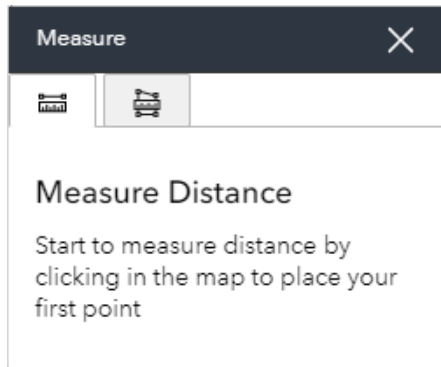 Measure
Measure Distance
Start to measure distance by
clicking in the map to place your
first point